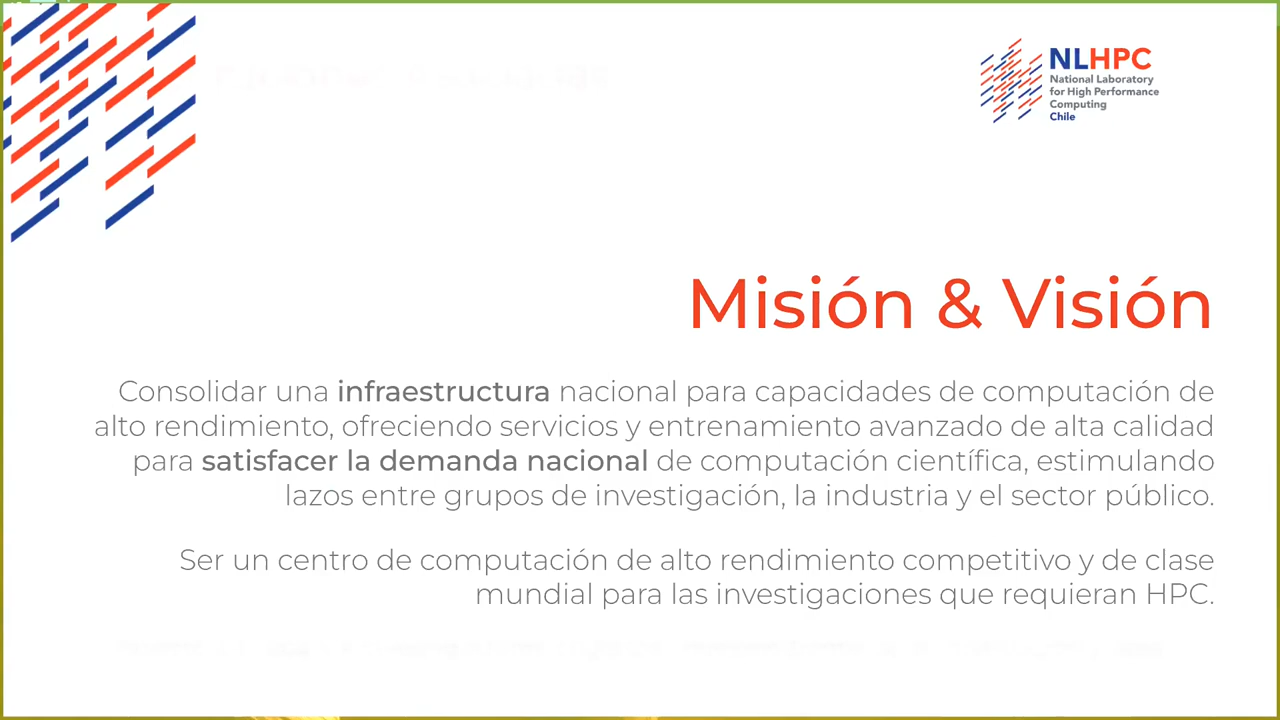 NLHPC
National Laboratory
for High Performance
Computing
Chile
Misión & Visión
Consolidar una infraestructura nacional para capacidades de computación de
alto rendimiento, ofreciendo servicios y entrenamiento avanzado de alta calidad
para satisfacer la demanda nacional de computación científica, estimulando
lazos entre grupos de investigación, la industria y el sector público.
Ser un centro de computación de alto rendimiento competitivo y de clase
mundial para las investigaciones que requieran HPC.